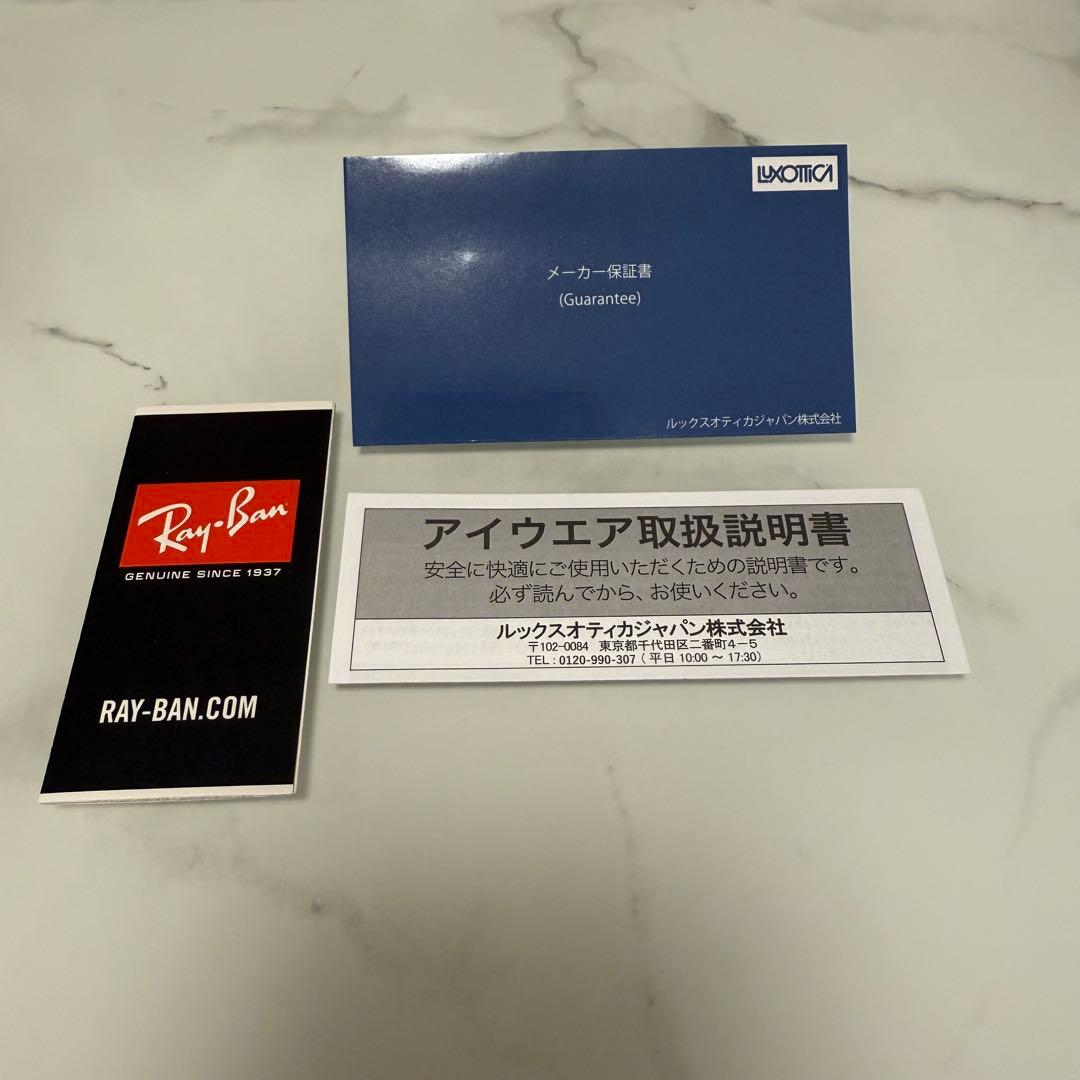 LUXOTTICA
メーカー保証書
(Guarantee)
ルックスオティカジャパン株式会社
Ray-Ban
GENUINE SINCE 1937
RAY-BAN.COM
アイウエア取扱説明書
安全に快適にご使用いただくための説明書です。
必ず読んでから、お使いください。
ルックスオティカジャパン株式会社
〒102-0084 東京都千代田区二番町4-5
TEL : 0120-990-307 ( 平日 10:00 ~ 17:30)